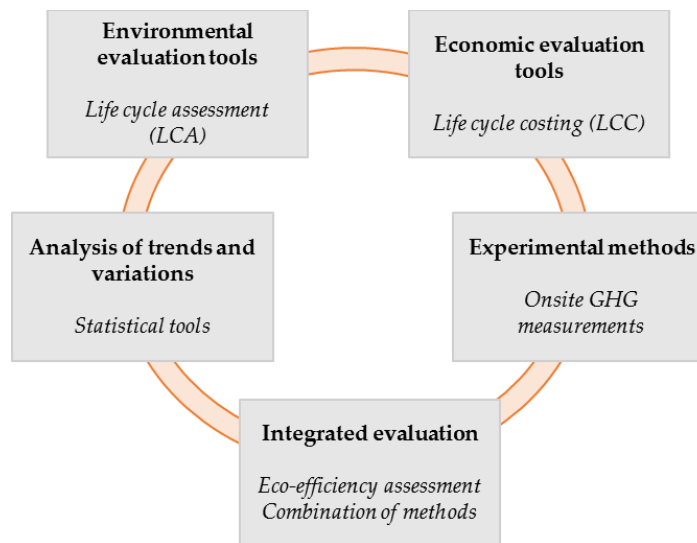 Environmental
evaluation tools
Life cycle assessment
(LCA)
Economic evaluation
tools
Life cycle costing (LCC)
Analysis of trends and
variations
Statistical tools
Experimental methods
Onsite GHG
measurements
Integrated evaluation
Eco-efficiency assessment
Combination of methods